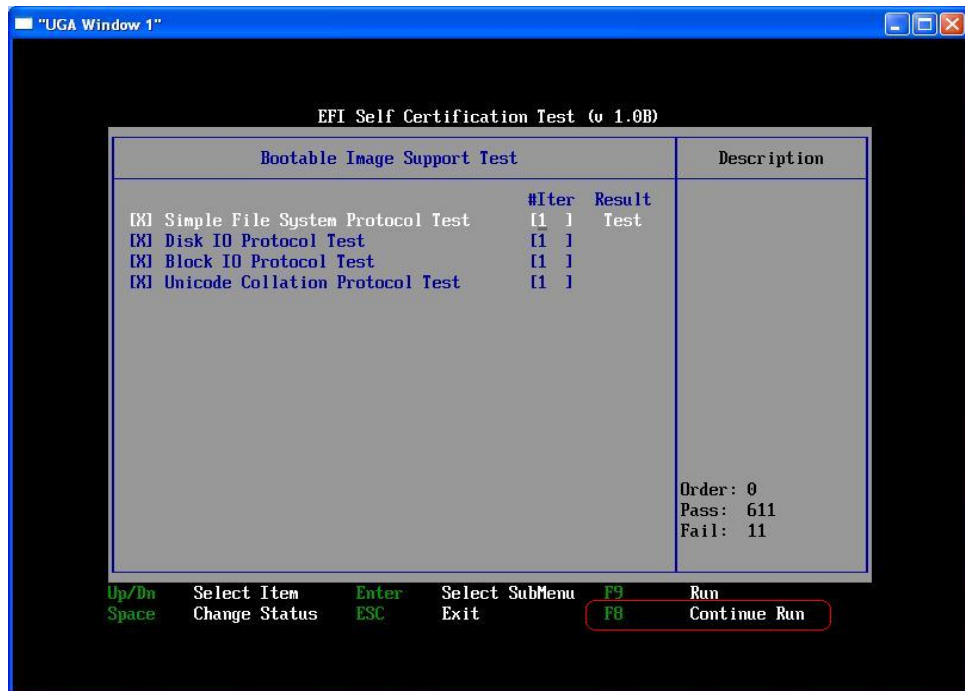 "UGA Window 1"
EFI Self Certification Test (v 1.0B)
Bootable Image Support Test
Description
#Iter Result
[X] Simple File System Protocol Test [1 ] Test
[X] Disk IO Protocol Test [1 ]
[X] Block IO Protocol Test [1 ]
[X] Unicode Collation Protocol Test [1 ]
Order: 0
Pass: 611
Fail: 11
Up/Dn Select Item Enter Select SubMenu F9 Run
Space Change Status ESC Exit F8 Continue Run